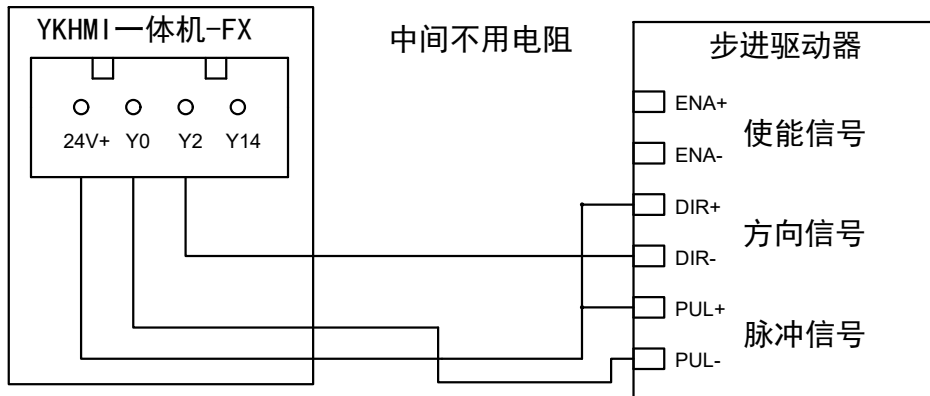 YKHMI一体机-FX
中间不用电阻
步进驱动器
24V+ Y0 Y2 Y14
ENA+
使能信号
ENA-
DIR+
方向信号
DIR-
PUL+
脉冲信号
PUL-